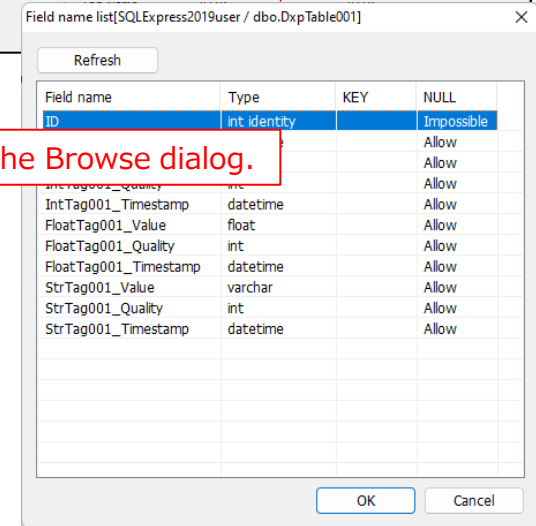 Field name list[SQLExpress2019user / dbo.DxpTable001]
Refresh
Field name Type KEY NULL
ID int identity Impossible
Allow
he Browse dialog.
Allow
IntTag001_Quality int Allow
IntTag001_Timestamp datetime Allow
FloatTag001_Value float Allow
FloatTag001_Quality int Allow
FloatTag001_Timestamp datetime Allow
StrTag001_Value varchar Allow
StrTag001_Quality int Allow
StrTag001_Timestamp datetime Allow
OK Cancel